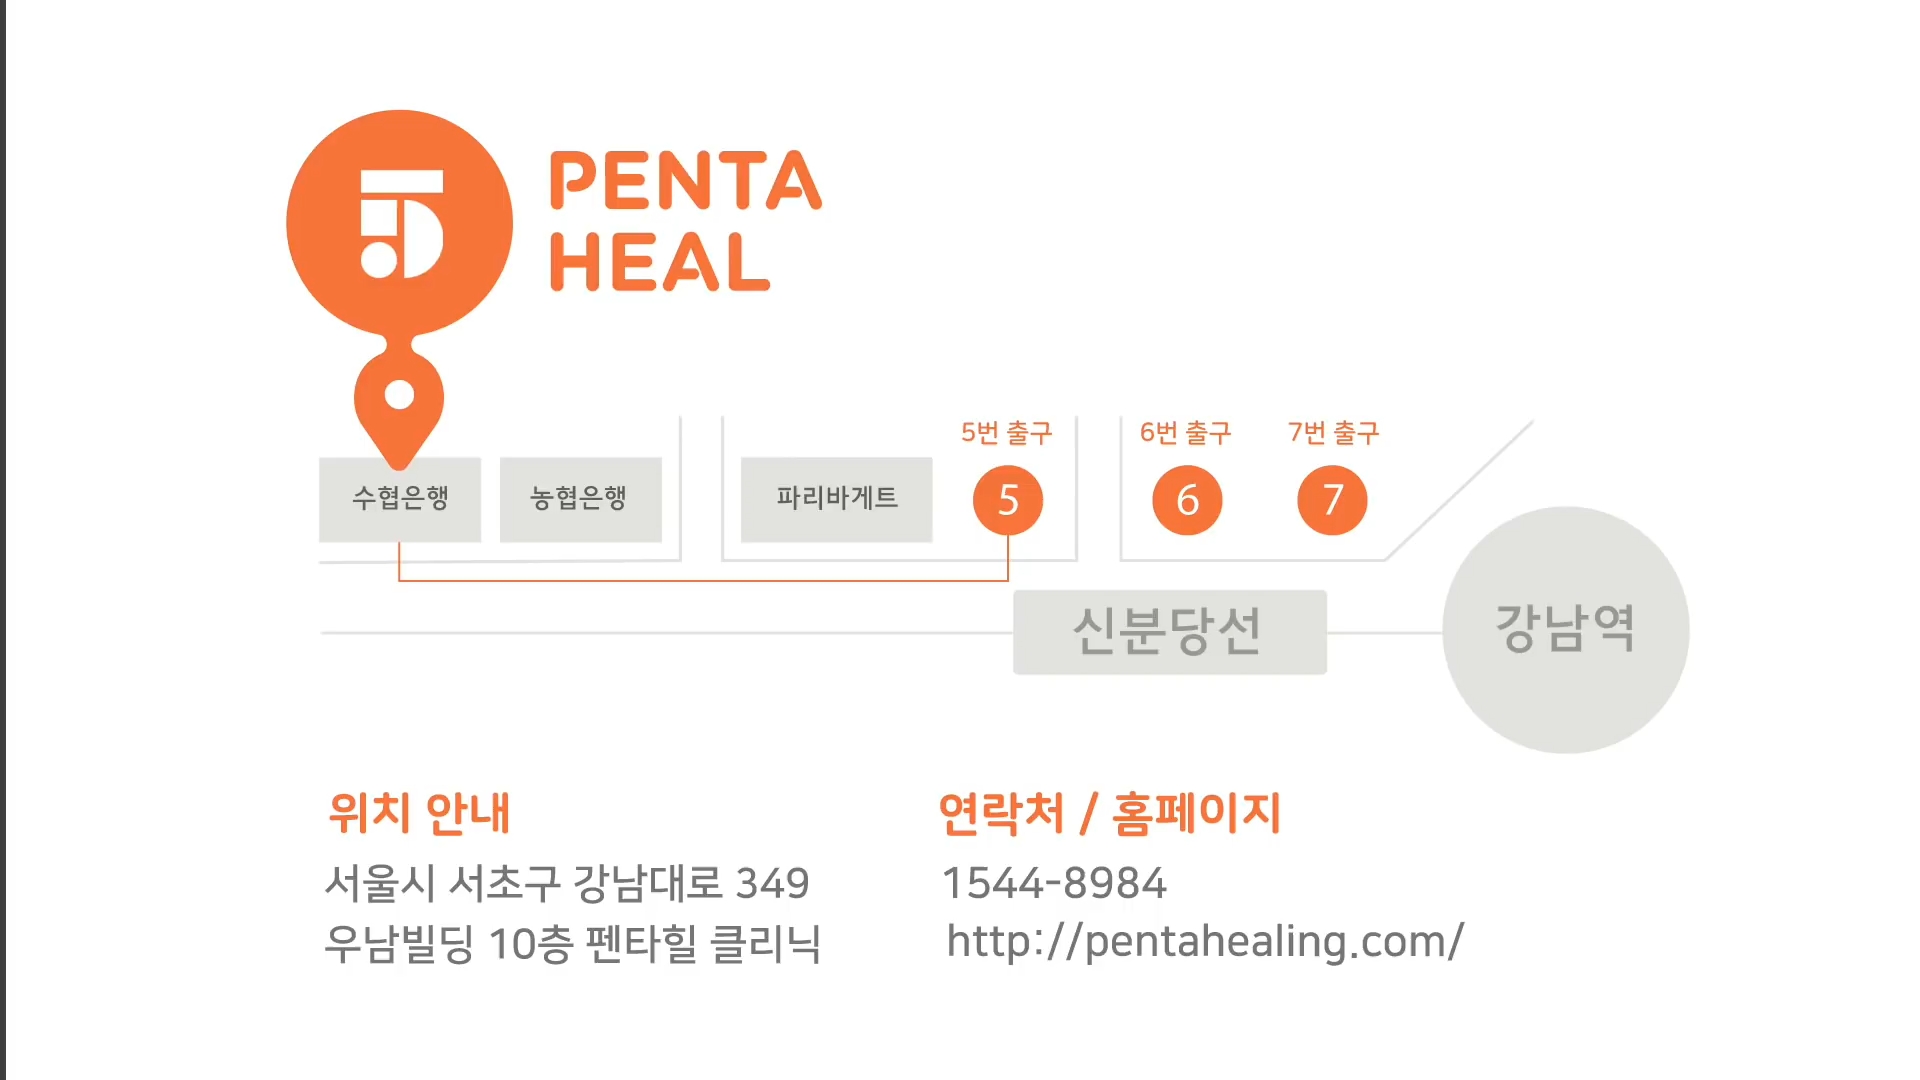 PENTA
HEAL
5번 출구
6번 출구
7번 출구
수협은행
농협은행
파리바게트
5
6
7
신분당선
강남역
위치 안내
서울시 서초구 강남대로 349
우남빌딩 10층 펜타힐 클리닉
연락처 / 홈페이지
1544-8984
http://pentahealing.com/